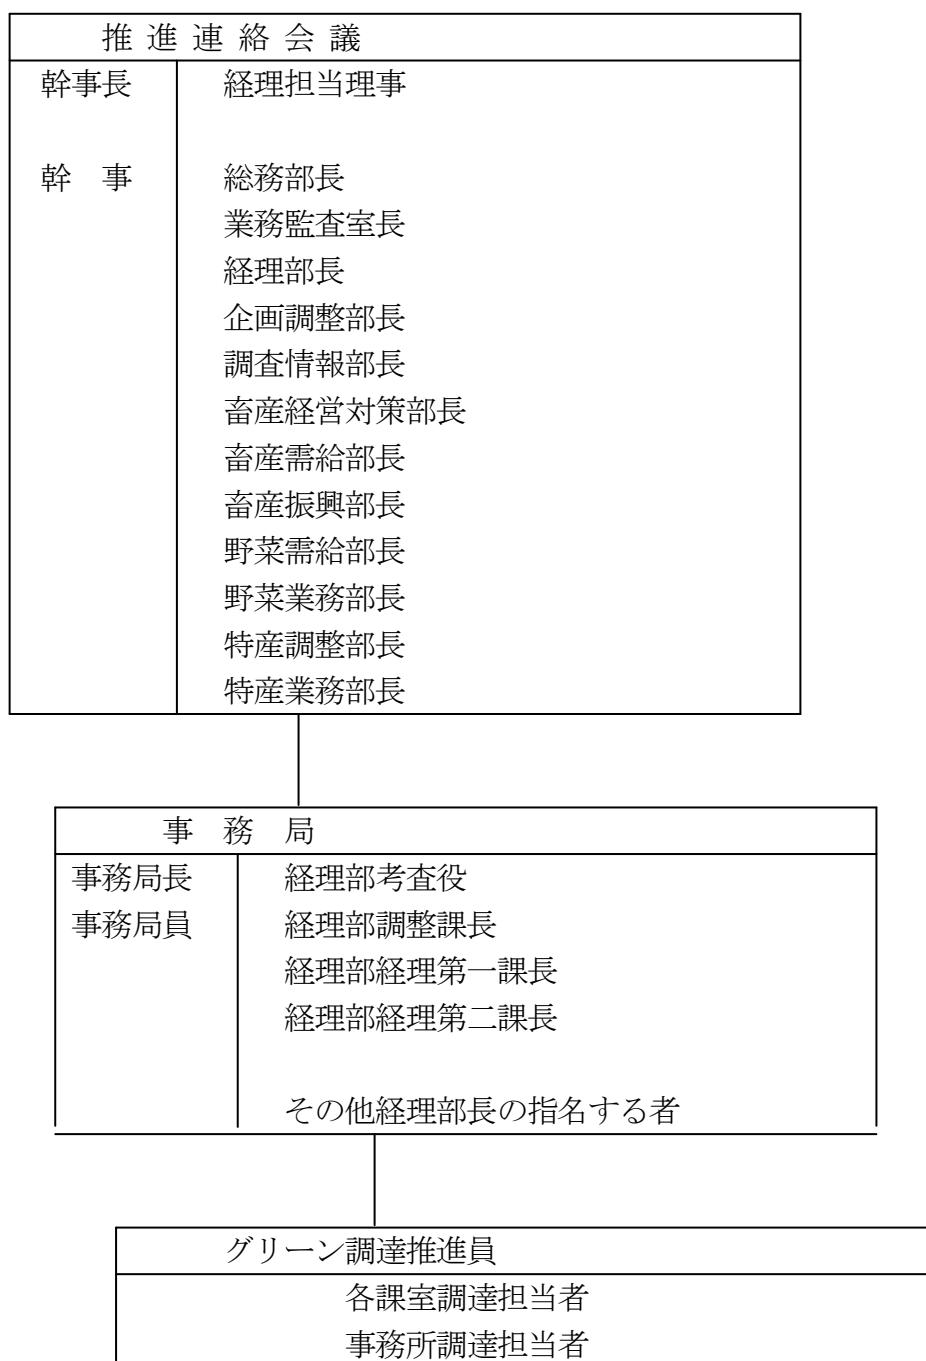 推進連絡会議
幹事長 経理担当理事
幹 事 総務部長
業務監査室長
経理部長
企画調整部長
調査情報部長
畜産経営対策部長
畜産需給部長
畜産振興部長
野菜需給部長
野菜業務部長
特産調整部長
特産業務部長
事 務 局
事務局長 経理部考査役
事務局員 経理部調整課長
経理部経理第一課長
経理部経理第二課長
その他経理部長の指名する者
グリーン調達推進員
各課室調達担当者
事務所調達担当者